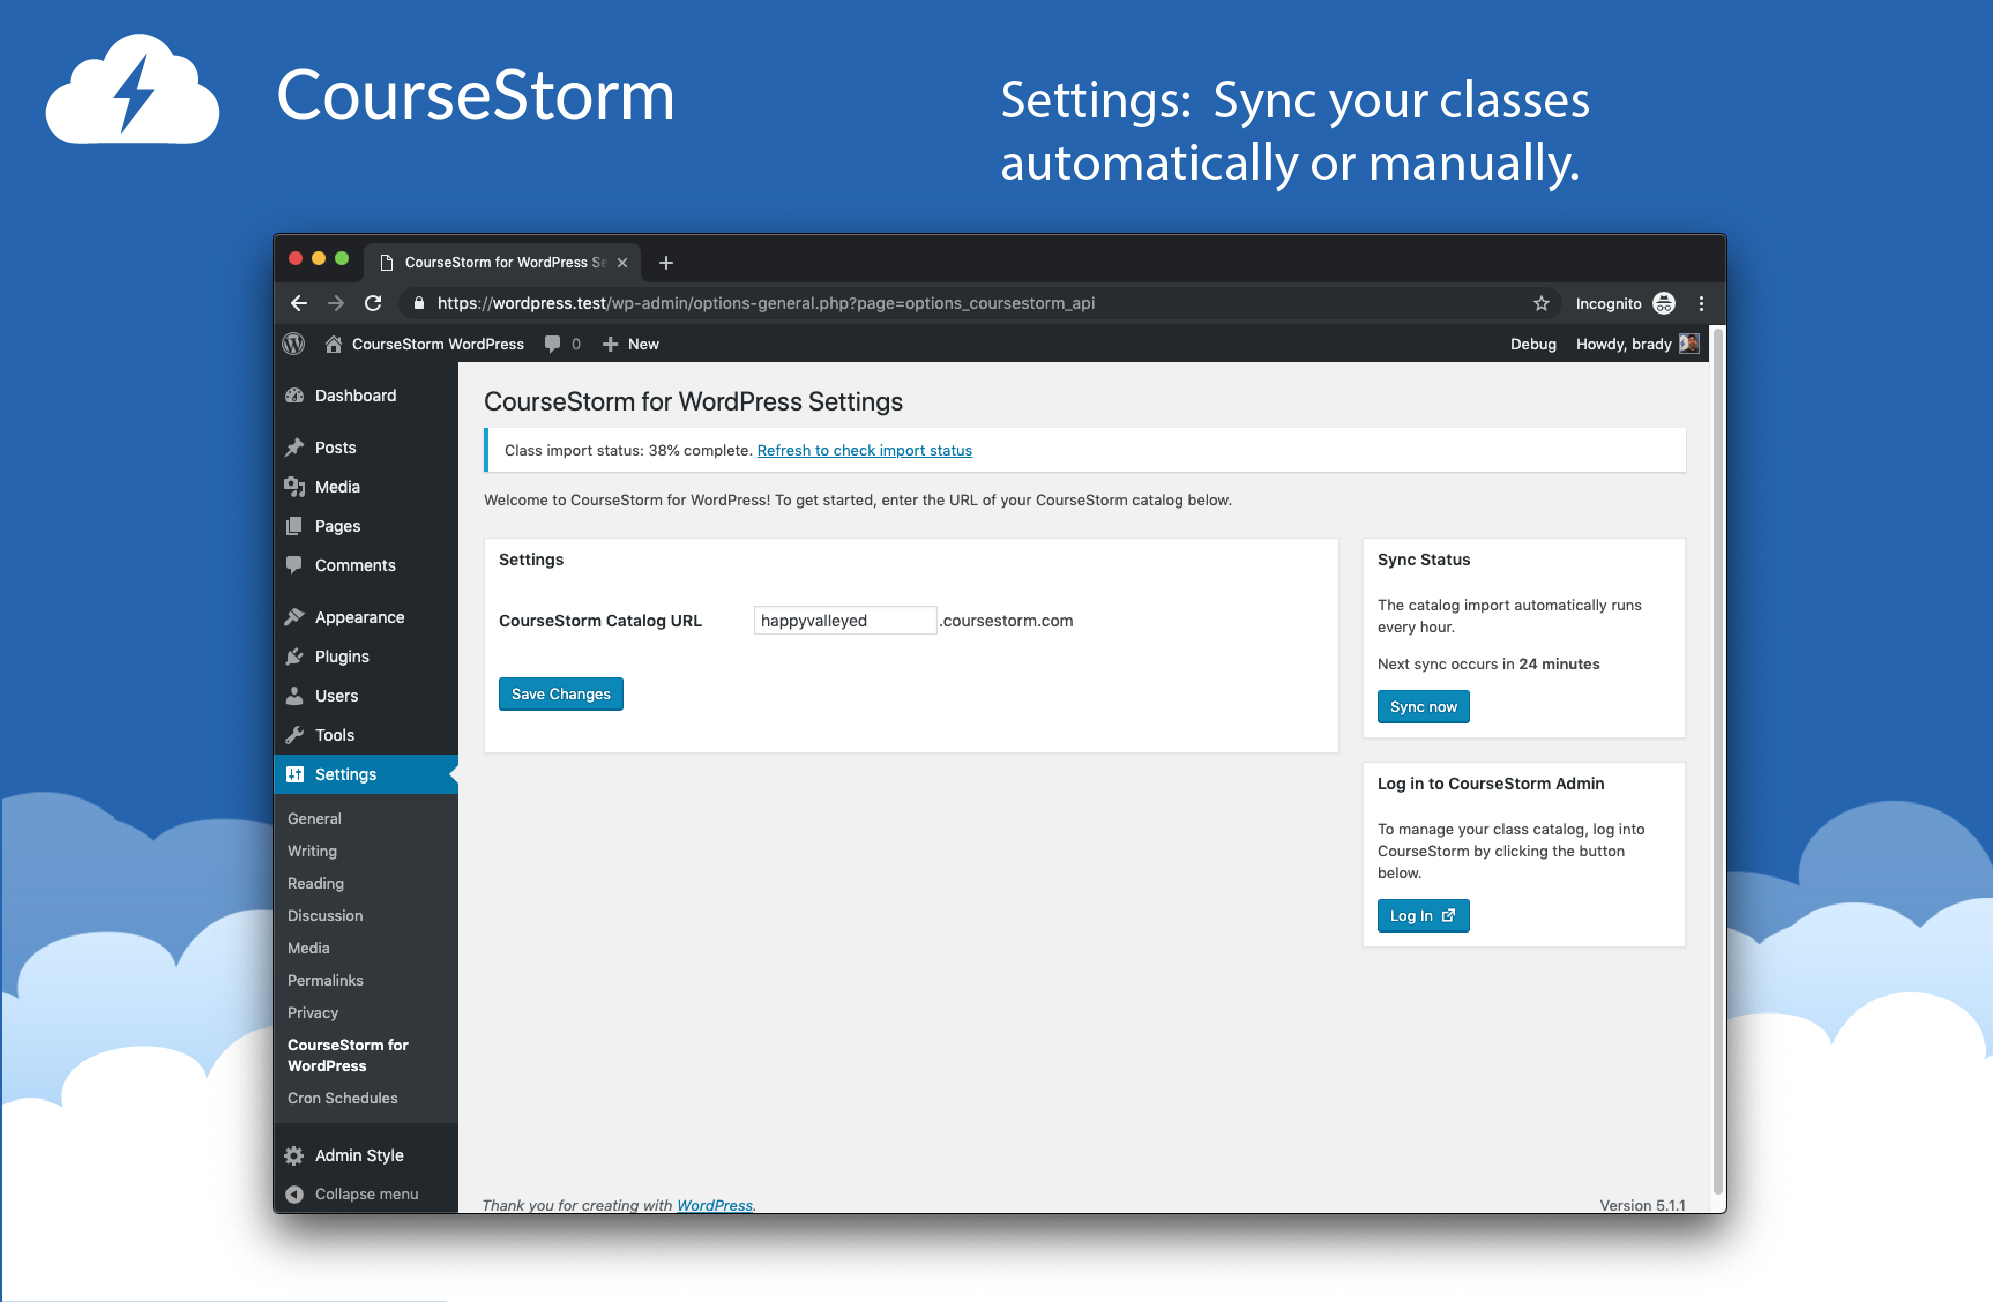 CourseStorm
Settings: Sync your classes
automatically or manually.
CourseStorm for WordPress Se
https://wordpress.test/wp-admin/options-general.php?page=options_coursestorm_api
Incognito
CourseStorm WordPress
0
New
Debug
Howdy, brady
Dashboard
Posts
Media
Pages
Comments
Appearance
Plugins
Users
Tools
Settings
General
Writing
Reading
Discussion
Media
Permalinks
Privacy
CourseStorm for
WordPress
Cron Schedules
Admin Style
Collapse menu
CourseStorm for WordPress Settings
Class import status: 38% complete. Refresh to check import status
Welcome to CourseStorm for WordPress! To get started, enter the URL of your CourseStorm catalog below.
Settings
CourseStorm Catalog URL
happyvalleyed
.coursestorm.com
Save Changes
Sync Status
The catalog import automatically runs
every hour.
Next sync occurs in 24 minutes
Sync now
Log in to CourseStorm Admin
To manage your class catalog, log into
CourseStorm by clicking the button
below.
Log In
Thank you for creating with WordPress.
Version 5.1.1